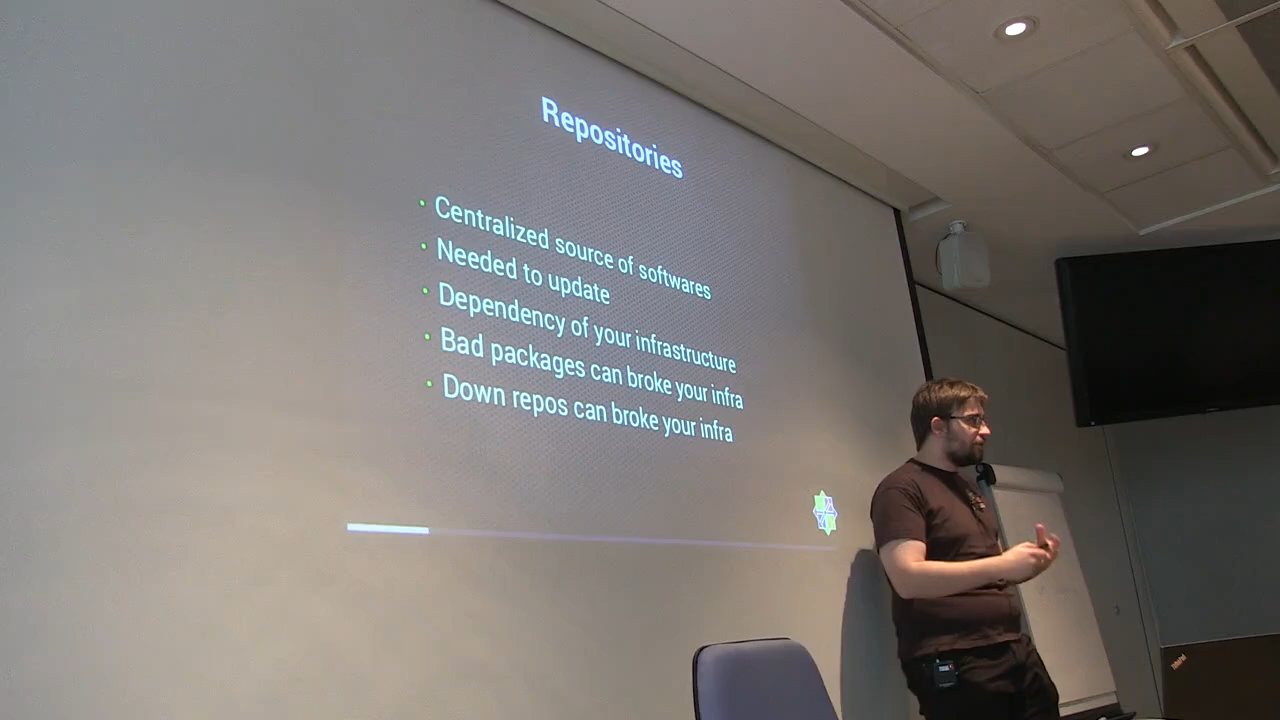 Repositories
Centralized source of softwares
Needed to update
Dependency of your infrastructure
Bad packages can broke your infra
Down repos can broke your infra
ThinkPad